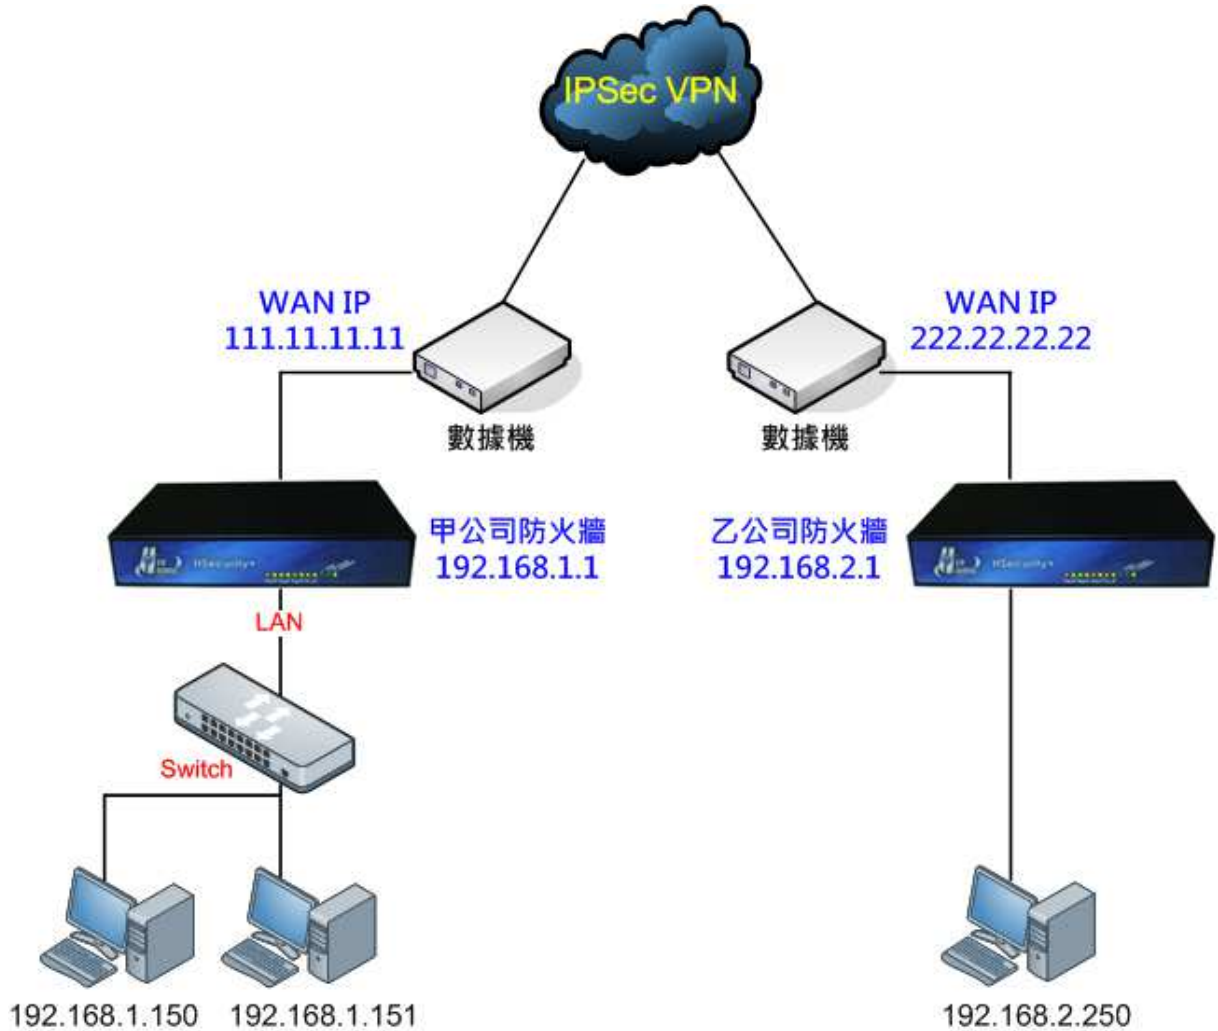 IPSec VPN
WAN IP
111.11.11.11
WAN IP
222.22.22.22
數據機
數據機
甲公司防火牆
192.168.1.1
乙公司防火牆
192.168.2.1
HSecurity+
HSecurity+
LAN
Switch
192.168.1.150
192.168.1.151
192.168.2.250